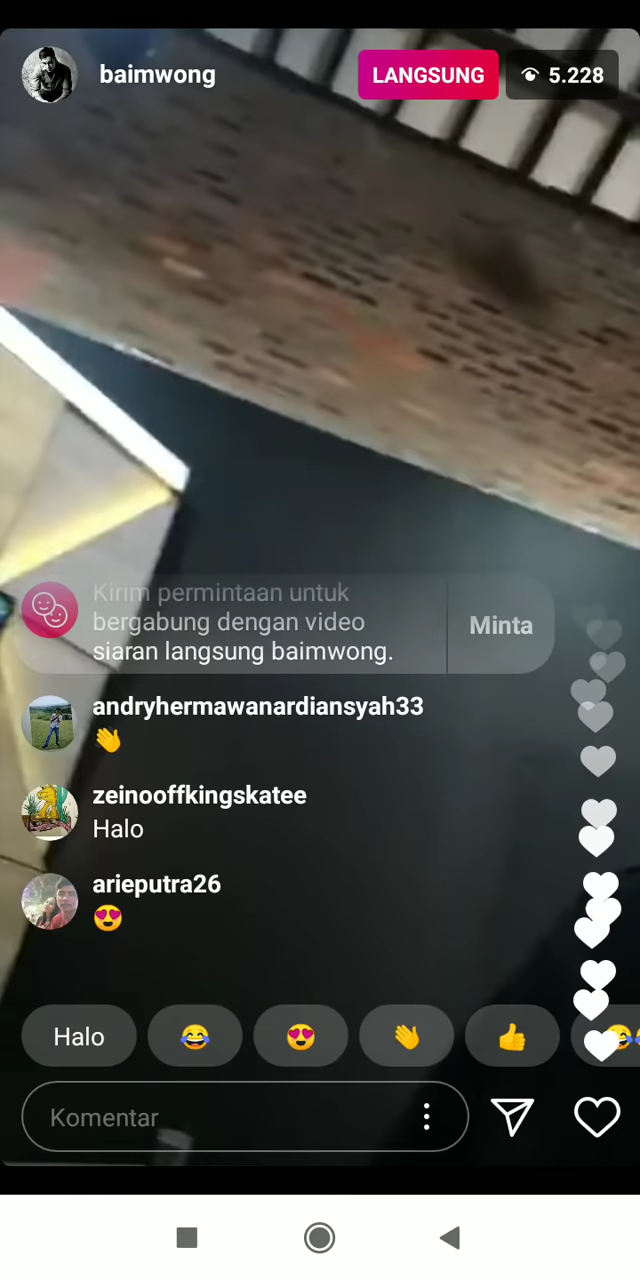 baimwong
LANGSUNG
5.228
Kirim permintaan untuk
bergabung dengan video
siaran langsung baimwong.
Minta
andryhermawanardiansyah33
👋
zeinooffkingskatee
Halo
arieputra26
😍
Halo 😂 😍 👋 👍 😂
Komentar